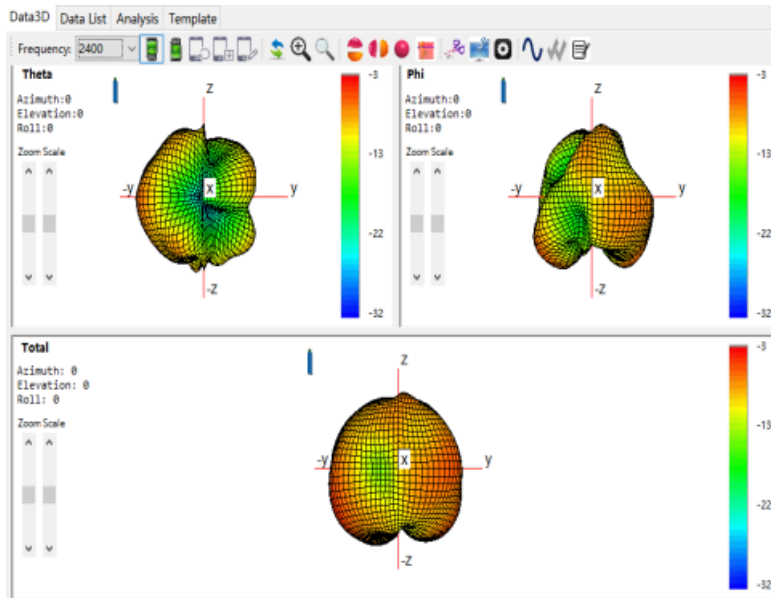 Data3D Data List Analysis Template
Frequency: 2400
Theta
Azimuth:0
Elevation:0
Roll:0
Zoom Scale
z
-y x y
-z
-3
-13
-22
-32
Phi
Azimuth:0
Elevation:0
Roll:0
Zoom Scale
z
-y x y
-z
-3
-13
-22
-32
Total
Azimuth: 0
Elevation: 0
Roll: 0
Zoom Scale
z
-y x y
-z
-3
-13
-22
-32